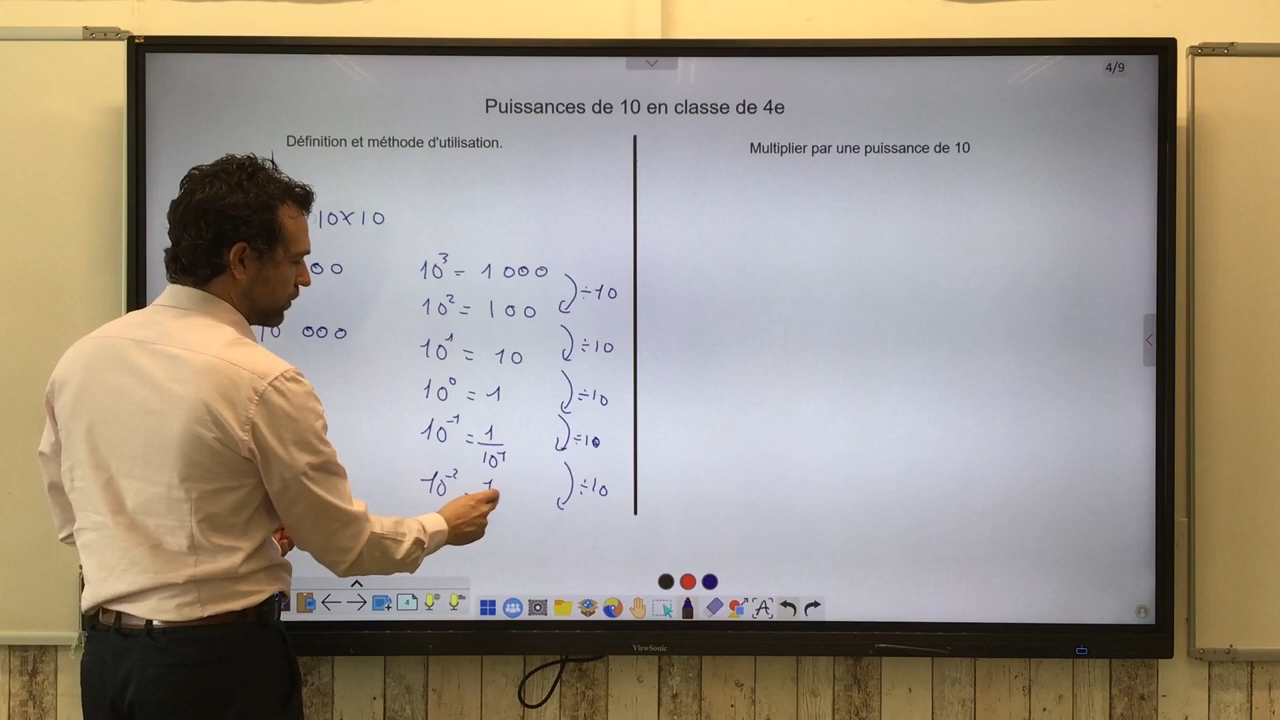 4/9
Puissances de 10 en classe de 4e
Définition et méthode d'utilisation.
10×10
00
10 000
10³ = 1 000
÷10
10² = 100
÷10
10¹ = 10
÷10
10⁰ = 1
÷10
10⁻¹ = 1/10¹
÷10
10⁻² = 1
Multiplier par une puissance de 10
4
A
ViewSonic